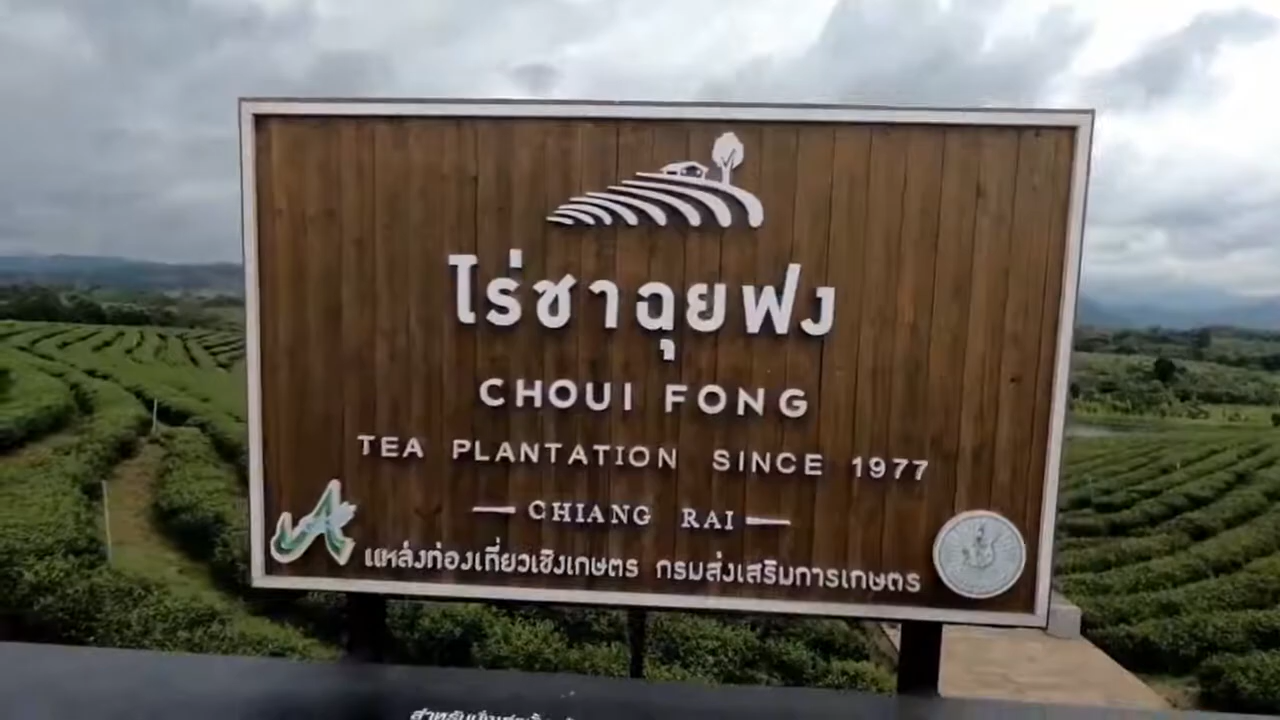 ไร่ชาฉุยฟง
CHOUI FONG
TEA PLANTATION SINCE 1977
CHIANG RAI
แหล่งท่องเที่ยวเชิงเกษตร กรมส่งเสริมการเกษตร